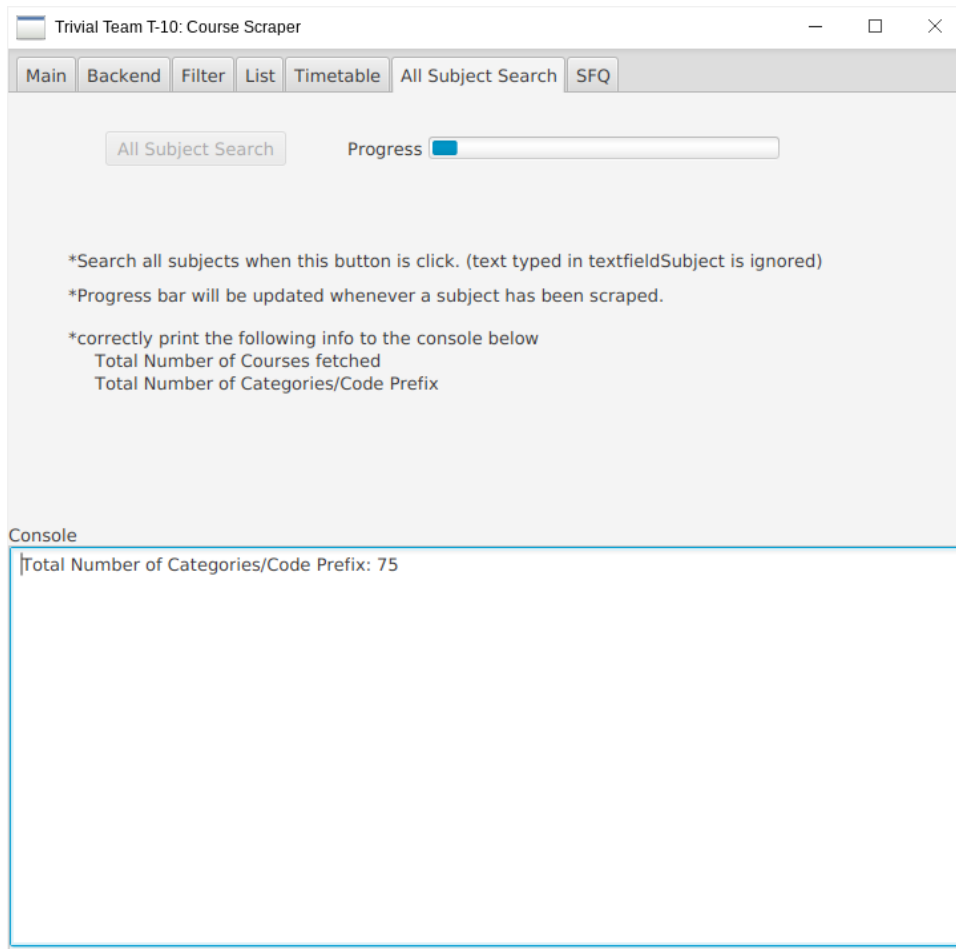 Trivial Team T-10: Course Scraper
Main Backend Filter List Timetable All Subject Search SFQ
All Subject Search Progress
*Search all subjects when this button is click. (text typed in textfieldSubject is ignored)
*Progress bar will be updated whenever a subject has been scraped.
*correctly print the following info to the console below
Total Number of Courses fetched
Total Number of Categories/Code Prefix
Console
Total Number of Categories/Code Prefix: 75